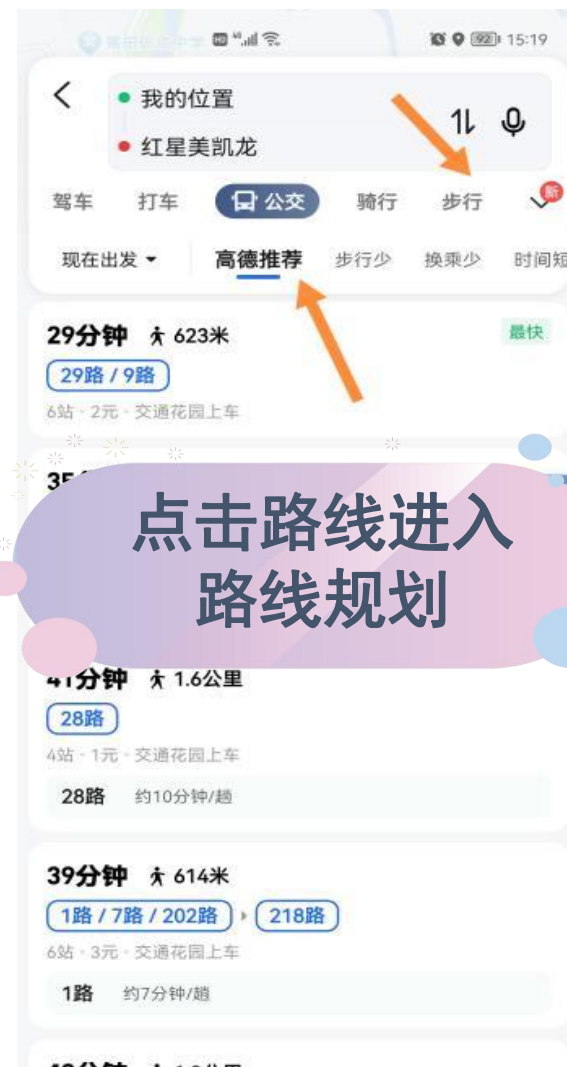 HD 4G 92 15:19
我的位置
红星美凯龙
驾车 打车 公交 骑行 步行 新
现在出发 高德推荐 步行少 换乘少 时间短
29分钟 623米 最快
29路 / 9路
6站 · 2元 · 交通花园上车
点击路线进入
路线规划
41分钟 1.6公里
28路
4站 · 1元 · 交通花园上车
28路 约10分钟/趟
39分钟 614米
1路 / 7路 / 202路 218路
6站 · 3元 · 交通花园上车
1路 约7分钟/趟